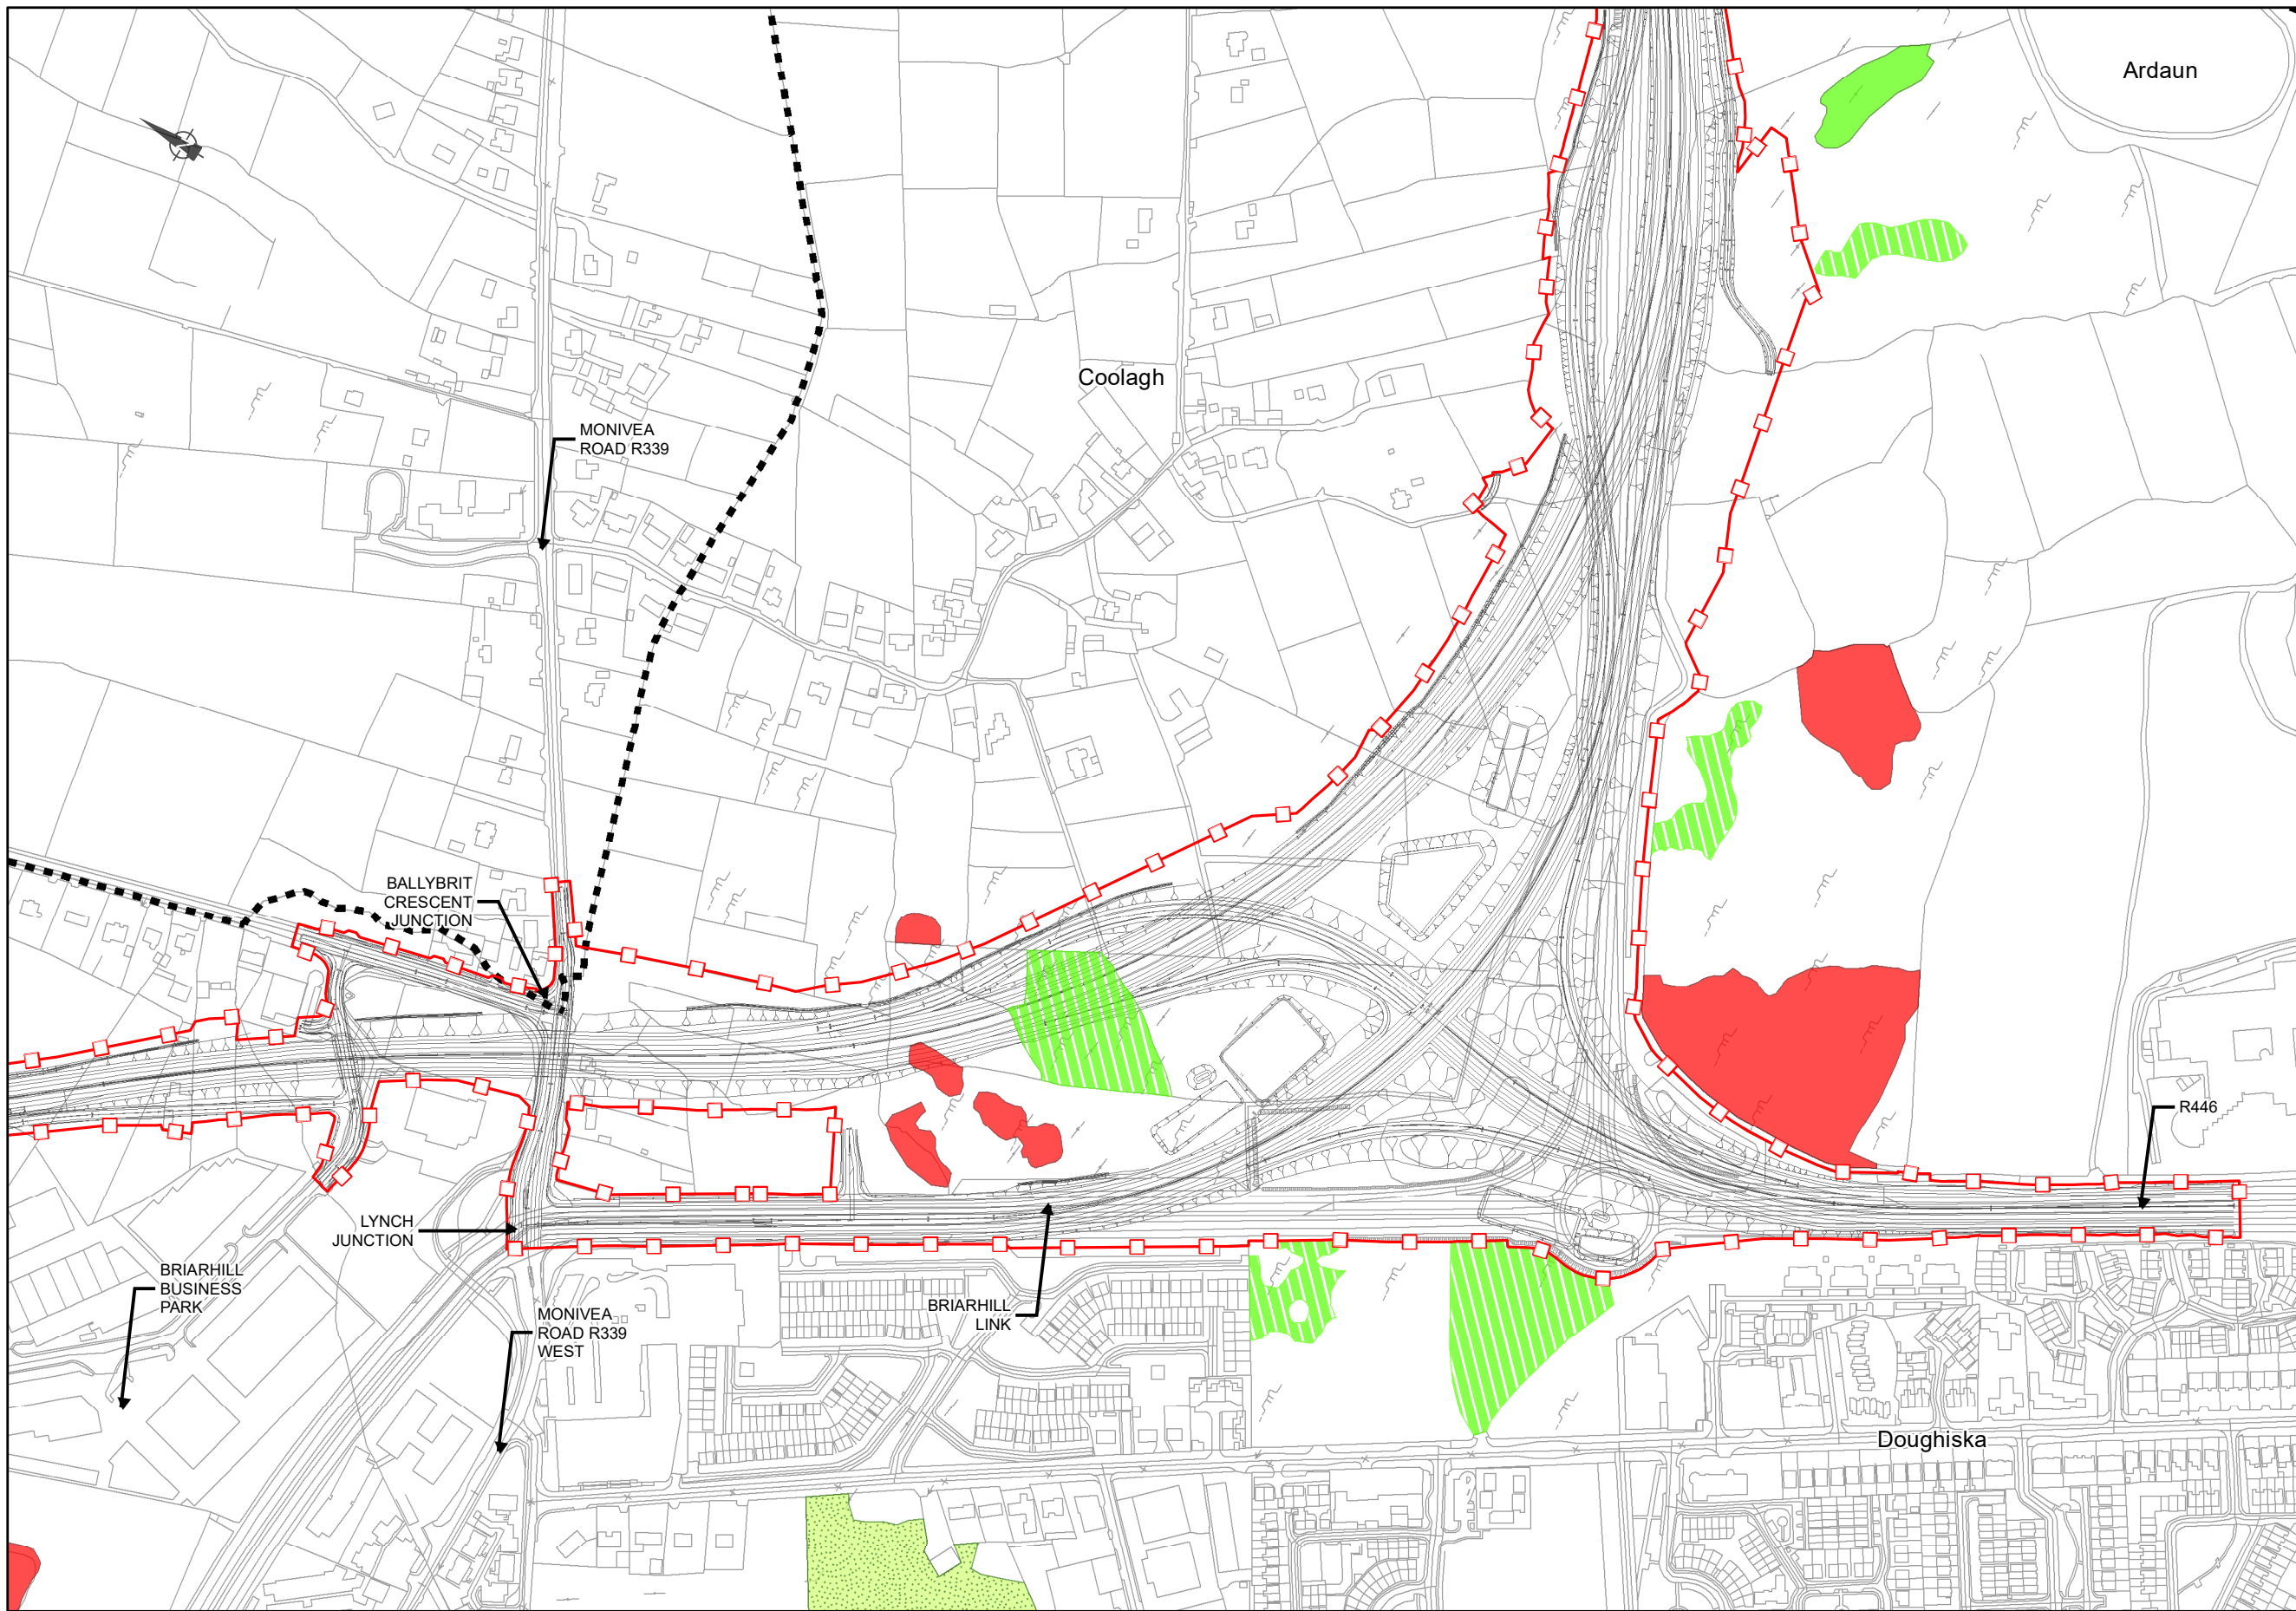 Ardaun
Coolagh
MONIVEA
ROAD R339
BALLYBRIT
CRESCENT
JUNCTION
R446
LYNCH
JUNCTION
BRIARHILL
BUSINESS
PARK
BRIARHILL
LINK
MONIVEA
ROAD R339
WEST
Doughiska